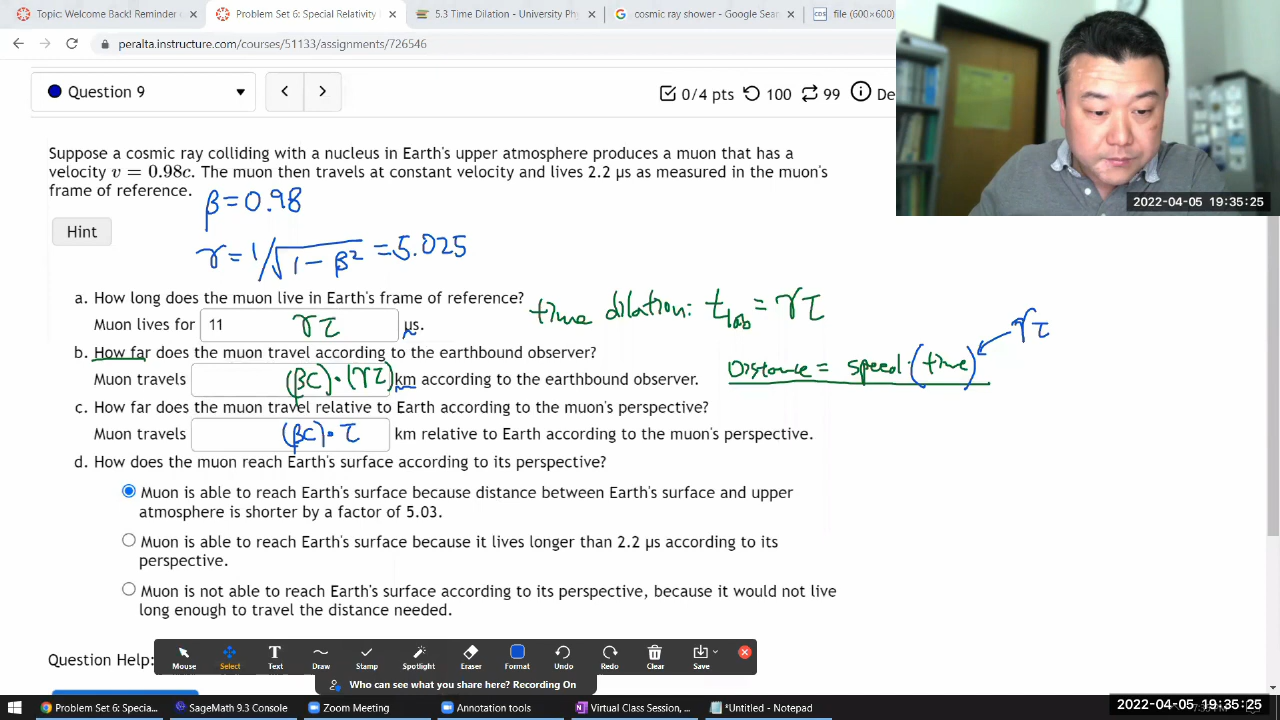 Topic: Welcome Back! Reminder
Problem Set 6: Special Relativity
5.3 Time Dilation - University Phy
cosmic ray shower - Google Sear
file (600×600)
peralta.instructure.com/courses/51133/assignments/726546
Question 9
0/4 pts 100 99 De
Suppose a cosmic ray colliding with a nucleus in Earth's upper atmosphere produces a muon that has a
velocity v = 0.98c. The muon then travels at constant velocity and lives 2.2 μs as measured in the muon's
frame of reference.
β = 0.98
Hint
γ = 1/√1 − β² = 5.025
a. How long does the muon live in Earth's frame of reference?
time dilation: t_lab = γτ
Muon lives for 11 γτ μs.
γτ
b. How far does the muon travel according to the earthbound observer?
Distance = speed · (time)
Muon travels (βc)·(γτ) km according to the earthbound observer.
c. How far does the muon travel relative to Earth according to the muon's perspective?
Muon travels (βc)·τ km relative to Earth according to the muon's perspective.
d. How does the muon reach Earth's surface according to its perspective?
Muon is able to reach Earth's surface because distance between Earth's surface and upper
atmosphere is shorter by a factor of 5.03.
Muon is able to reach Earth's surface because it lives longer than 2.2 μs according to its
perspective.
Muon is not able to reach Earth's surface according to its perspective, because it would not live
long enough to travel the distance needed.
Question Help:
Mouse Select Text Draw Stamp Spotlight Eraser Format Undo Redo Clear Save
Who can see what you share here? Recording On
Problem Set 6: Specia... SageMath 9.3 Console Zoom Meeting Annotation tools Virtual Class Session, ... *Untitled - Notepad
2022-04-05 19:35:25
2022-04-05 19:35:25